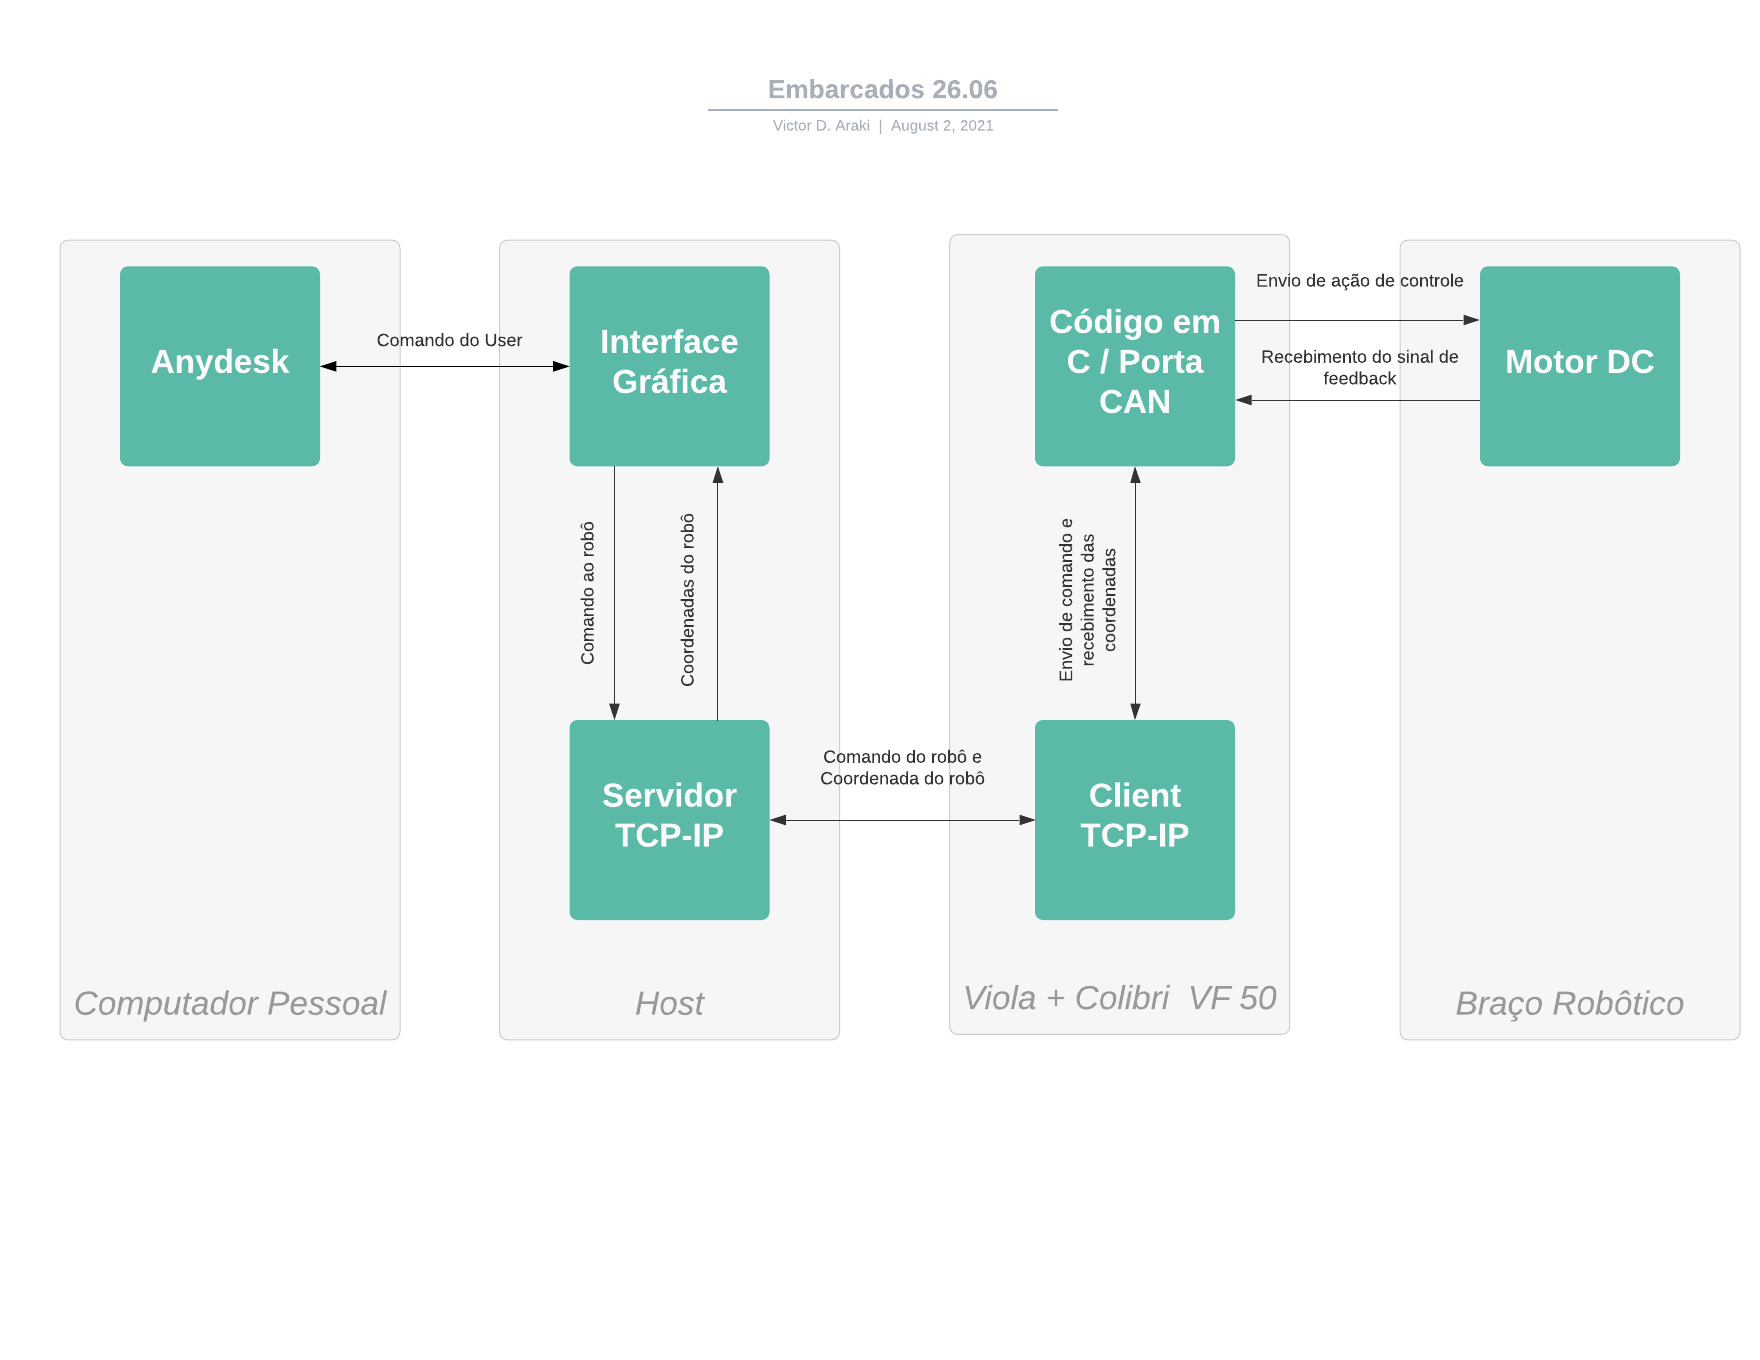 Embarcados 26.06
Victor D. Araki | August 2, 2021
Anydesk
Comando do User
Interface
Gráfica
Código em
C / Porta
CAN
Envio de ação de controle
Recebimento do sinal de
feedback
Motor DC
Comando ao robô
Coordenadas do robô
Envio de comando e
recebimento das
coordenadas
Servidor
TCP-IP
Comando do robô e
Coordenada do robô
Client
TCP-IP
Computador Pessoal
Host
Viola + Colibri VF 50
Braço Robôtico